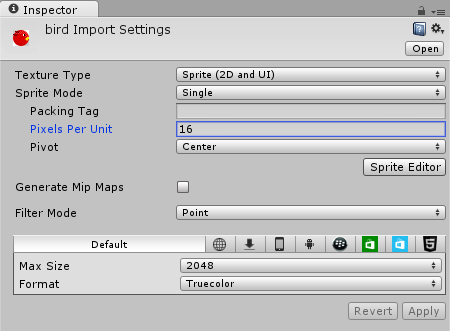 Inspector
bird Import Settings
Open
Texture Type Sprite (2D and UI)
Sprite Mode Single
Packing Tag
Pixels Per Unit 16
Pivot Center
Sprite Editor
Generate Mip Maps
Filter Mode Point
Default
Max Size 2048
Format Truecolor
Revert Apply